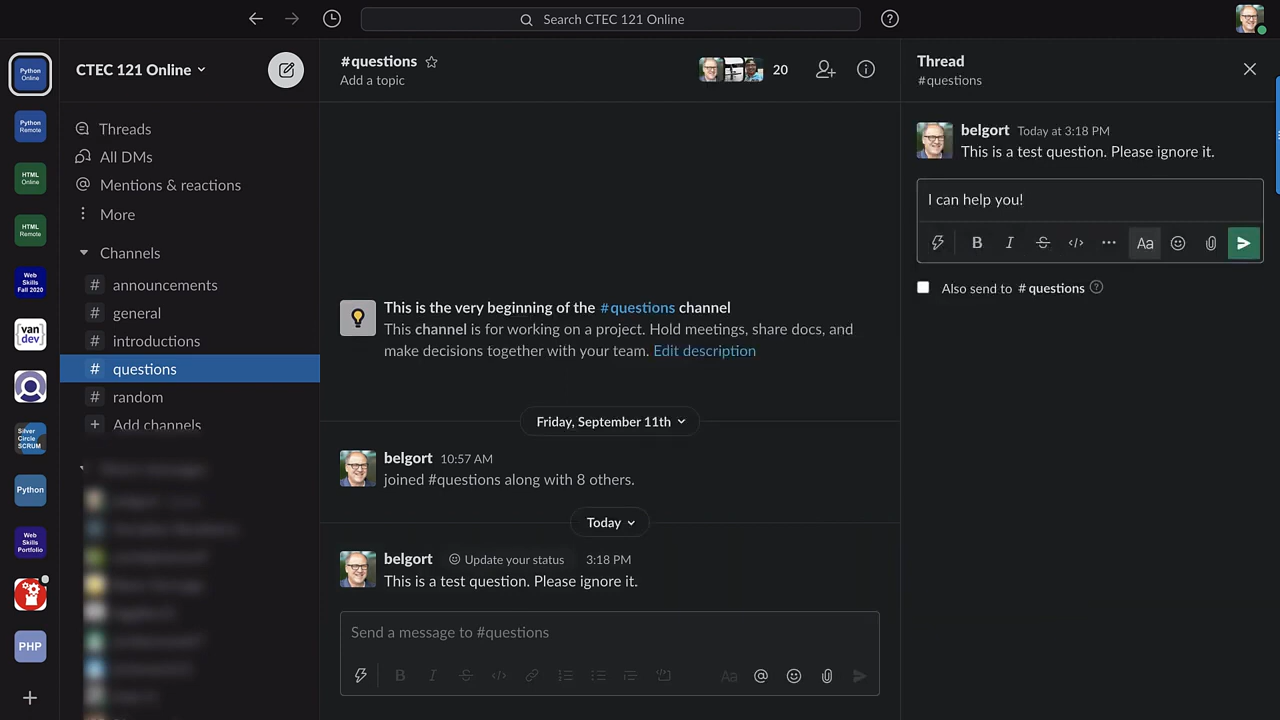 Search CTEC 121 Online
Python
Online
Python
Remote
HTML
Online
HTML
Remote
Web
Skills
Fall 2020
{van
dev}
Silver
Circle
SCRUM
Python
Web
Skills
Portfolio
PHP
CTEC 121 Online
Threads
All DMs
Mentions & reactions
More
Channels
# announcements
# general
# introductions
# questions
# random
+ Add channels
#questions
Add a topic
20
This is the very beginning of the #questions channel
This channel is for working on a project. Hold meetings, share docs, and
make decisions together with your team. Edit description
Friday, September 11th
belgort 10:57 AM
joined #questions along with 8 others.
Today
belgort Update your status 3:18 PM
This is a test question. Please ignore it.
Send a message to #questions
B I S </> Aa @
Thread
#questions
belgort Today at 3:18 PM
This is a test question. Please ignore it.
I can help you!
B I S </> ... Aa
Also send to # questions